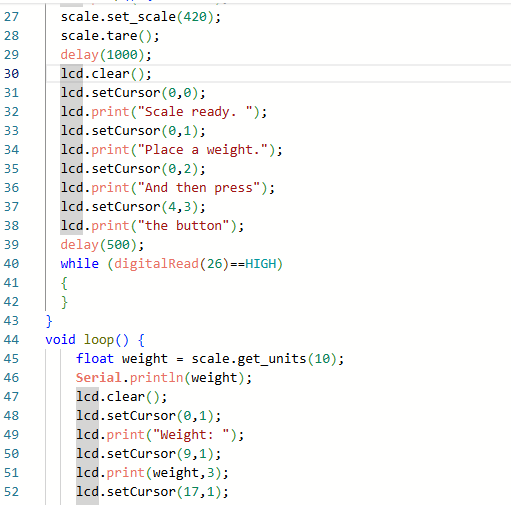 27 scale.set_scale(420);
28 scale.tare();
29 delay(1000);
30 lcd.clear();
31 lcd.setCursor(0,0);
32 lcd.print("Scale ready. ");
33 lcd.setCursor(0,1);
34 lcd.print("Place a weight.");
35 lcd.setCursor(0,2);
36 lcd.print("And then press");
37 lcd.setCursor(4,3);
38 lcd.print("the button");
39 delay(500);
40 while (digitalRead(26)==HIGH)
41 {
42 }
43 }
44 void loop() {
45 float weight = scale.get_units(10);
46 Serial.println(weight);
47 lcd.clear();
48 lcd.setCursor(0,1);
49 lcd.print("Weight: ");
50 lcd.setCursor(9,1);
51 lcd.print(weight,3);
52 lcd.setCursor(17,1);